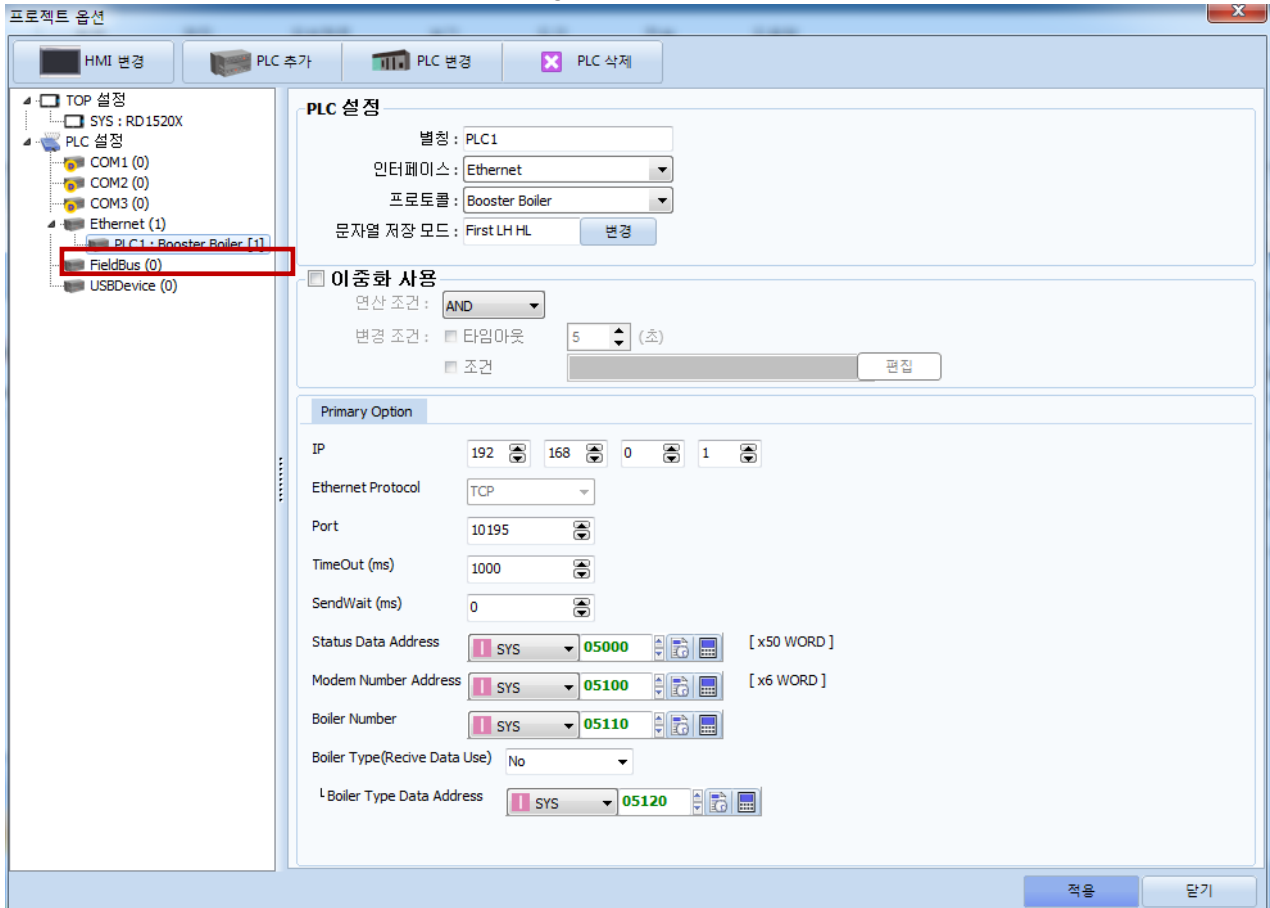 프로젝트 옵션
HMI 변경 PLC 추가 PLC 변경 PLC 삭제
TOP 설정
SYS : RD1520X
PLC 설정
COM1 (0)
COM2 (0)
COM3 (0)
Ethernet (1)
PLC1 : Booster Boiler [1]
FieldBus (0)
USBDevice (0)
PLC 설정
별칭 : PLC1
인터페이스 : Ethernet
프로토콜 : Booster Boiler
문자열 저장 모드 : First LH HL 변경
이중화 사용
연산 조건 : AND
변경 조건 : 타임아웃 5 (초)
조건 편집
Primary Option
IP 192 168 0 1
Ethernet Protocol TCP
Port 10195
TimeOut (ms) 1000
SendWait (ms) 0
Status Data Address SYS 05000 [ x50 WORD ]
Modem Number Address SYS 05100 [ x6 WORD ]
Boiler Number SYS 05110
Boiler Type(Recive Data Use) No
└Boiler Type Data Address SYS 05120
적용 닫기